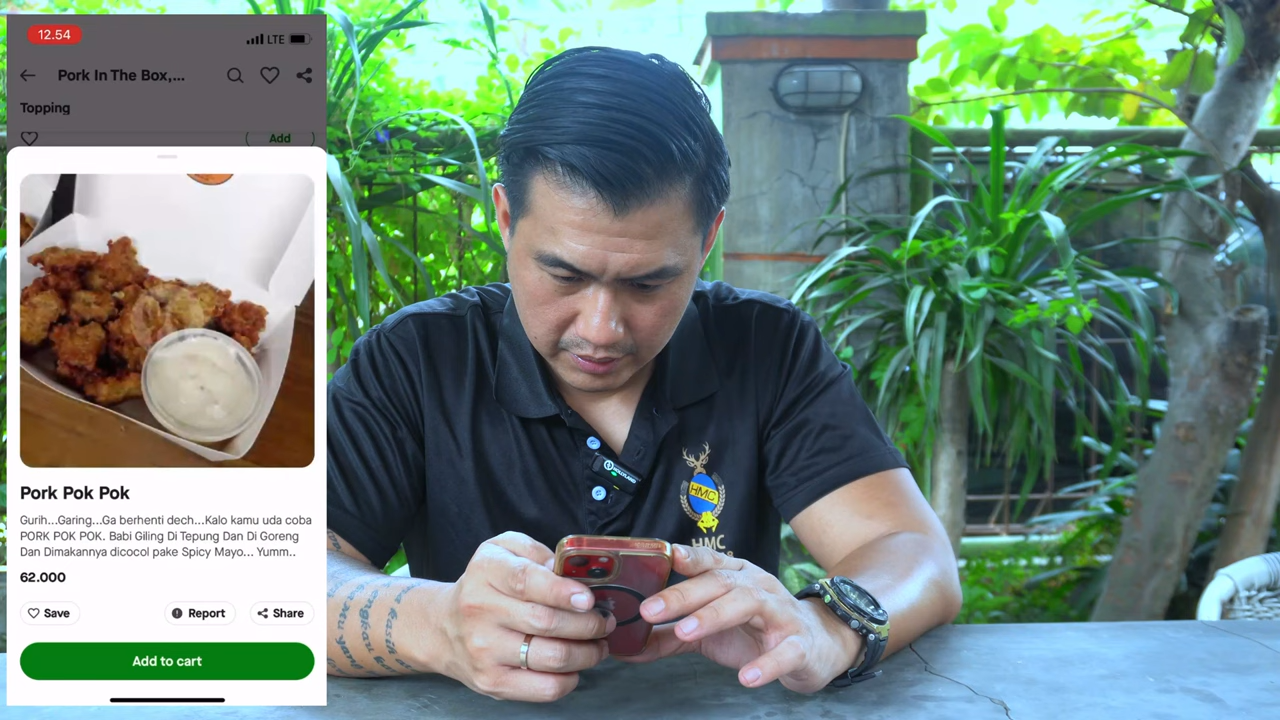 12.54
LTE
Pork In The Box,...
Topping
Add
Pork Pok Pok
Gurih...Garing...Ga berhenti dech...Kalo kamu uda coba
PORK POK POK. Babi Giling Di Tepung Dan Di Goreng
Dan Dimakannya dicocol pake Spicy Mayo... Yumm..
62.000
Save
Report
Share
Add to cart
HMC
HMC